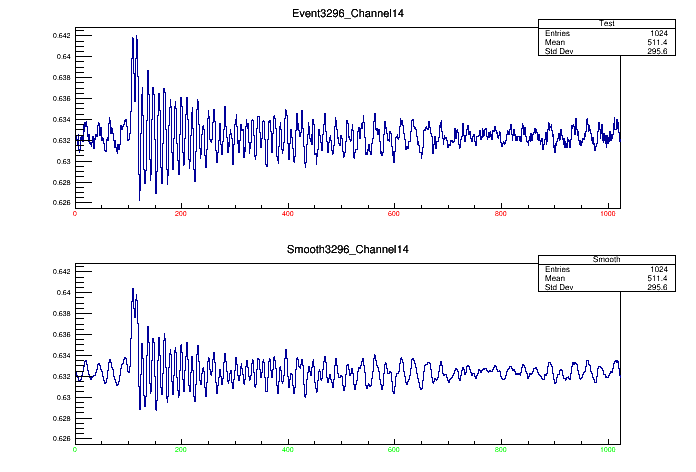 Event3296_Channel14
Test
Entries 1024
Mean 511.4
Std Dev 295.6
0.642
0.64
0.638
0.636
0.634
0.632
0.63
0.628
0.626
0 200 400 600 800 1000
Smooth3296_Channel14
Smooth
Entries 1024
Mean 511.4
Std Dev 295.6
0.642
0.64
0.638
0.636
0.634
0.632
0.63
0.628
0.626
0 200 400 600 800 1000